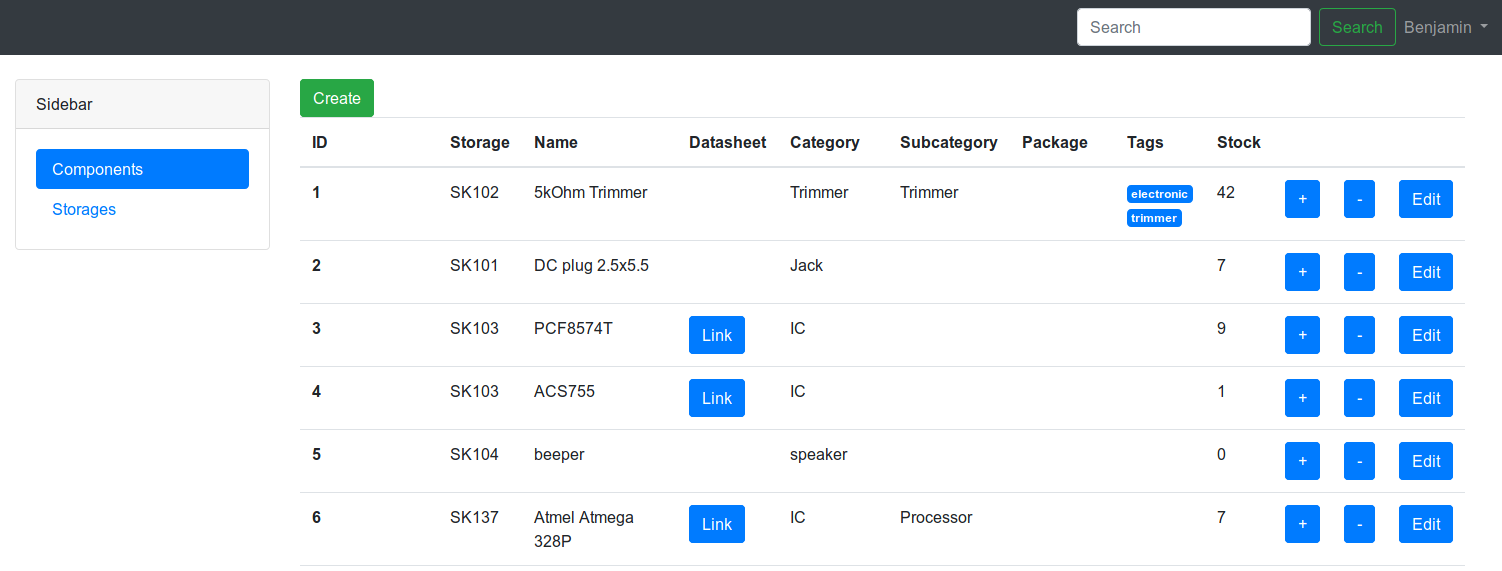 Search Search Benjamin
Sidebar
Components
Storages
Create
ID Storage Name Datasheet Category Subcategory Package Tags Stock
1 SK102 5kOhm Trimmer Trimmer Trimmer electronic 42 + - Edit
trimmer
2 SK101 DC plug 2.5x5.5 Jack 7 + - Edit
3 SK103 PCF8574T Link IC 9 + - Edit
4 SK103 ACS755 Link IC 1 + - Edit
5 SK104 beeper speaker 0 + - Edit
6 SK137 Atmel Atmega Link IC Processor 7 + - Edit
328P